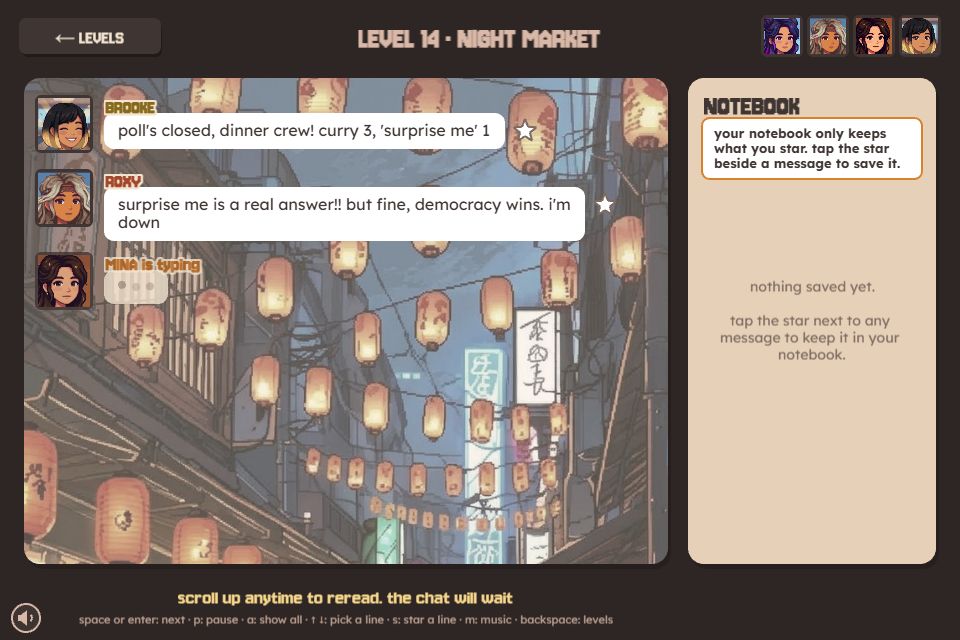 ← LEVELS
LEVEL 14 · NIGHT MARKET
BROOKE
poll's closed, dinner crew! curry 3, 'surprise me' 1
ROXY
surprise me is a real answer!! but fine, democracy wins. i'm
down
MINA is typing
NOTEBOOK
your notebook only keeps
what you star. tap the star
beside a message to save it.
nothing saved yet.
tap the star next to any
message to keep it in your
notebook.
scroll up anytime to reread. the chat will wait
space or enter: next · p: pause · a: show all · ↑ ↓: pick a line · s: star a line · m: music · backspace: levels